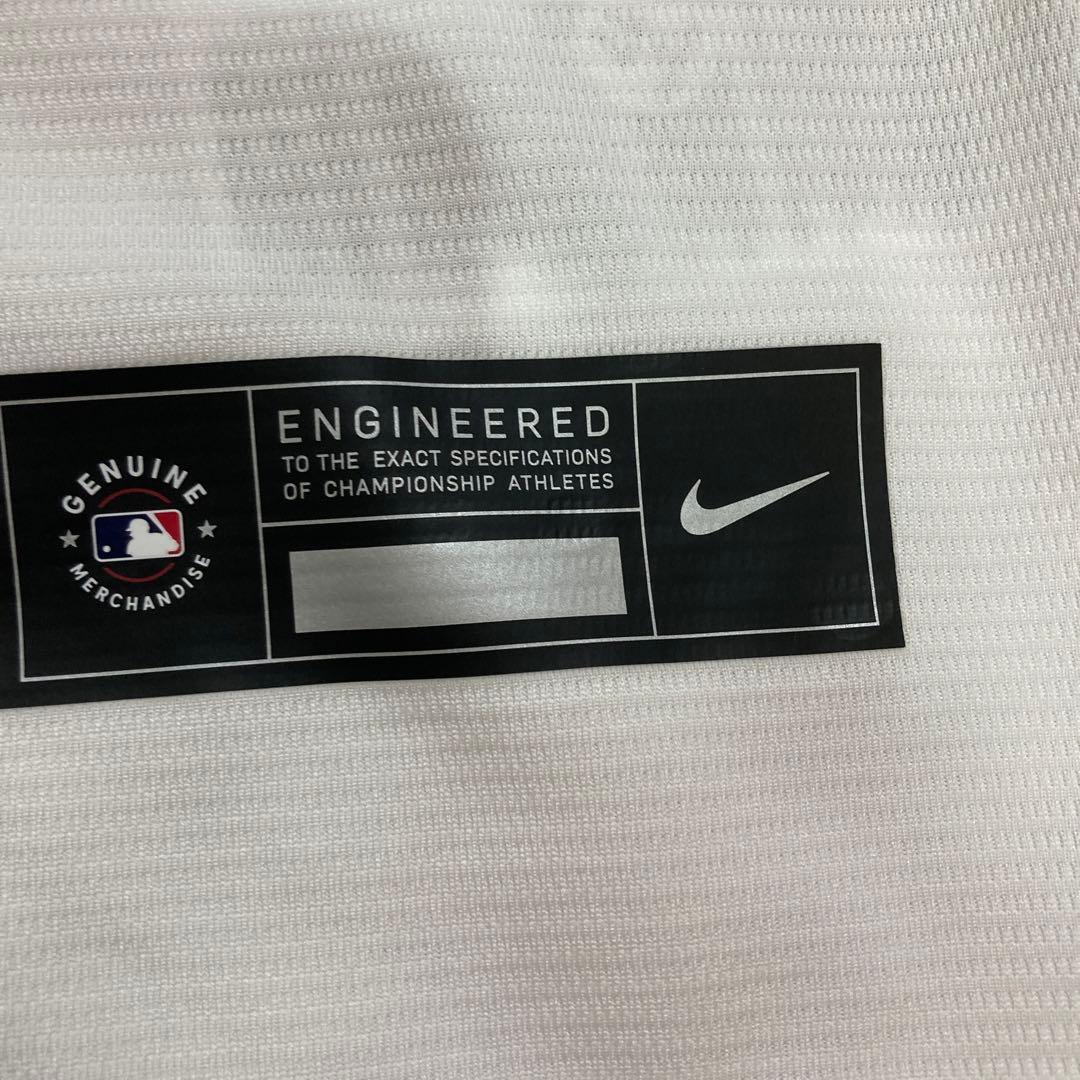 GENUINE
MERCHANDISE
ENGINEERED
TO THE EXACT SPECIFICATIONS
OF CHAMPIONSHIP ATHLETES